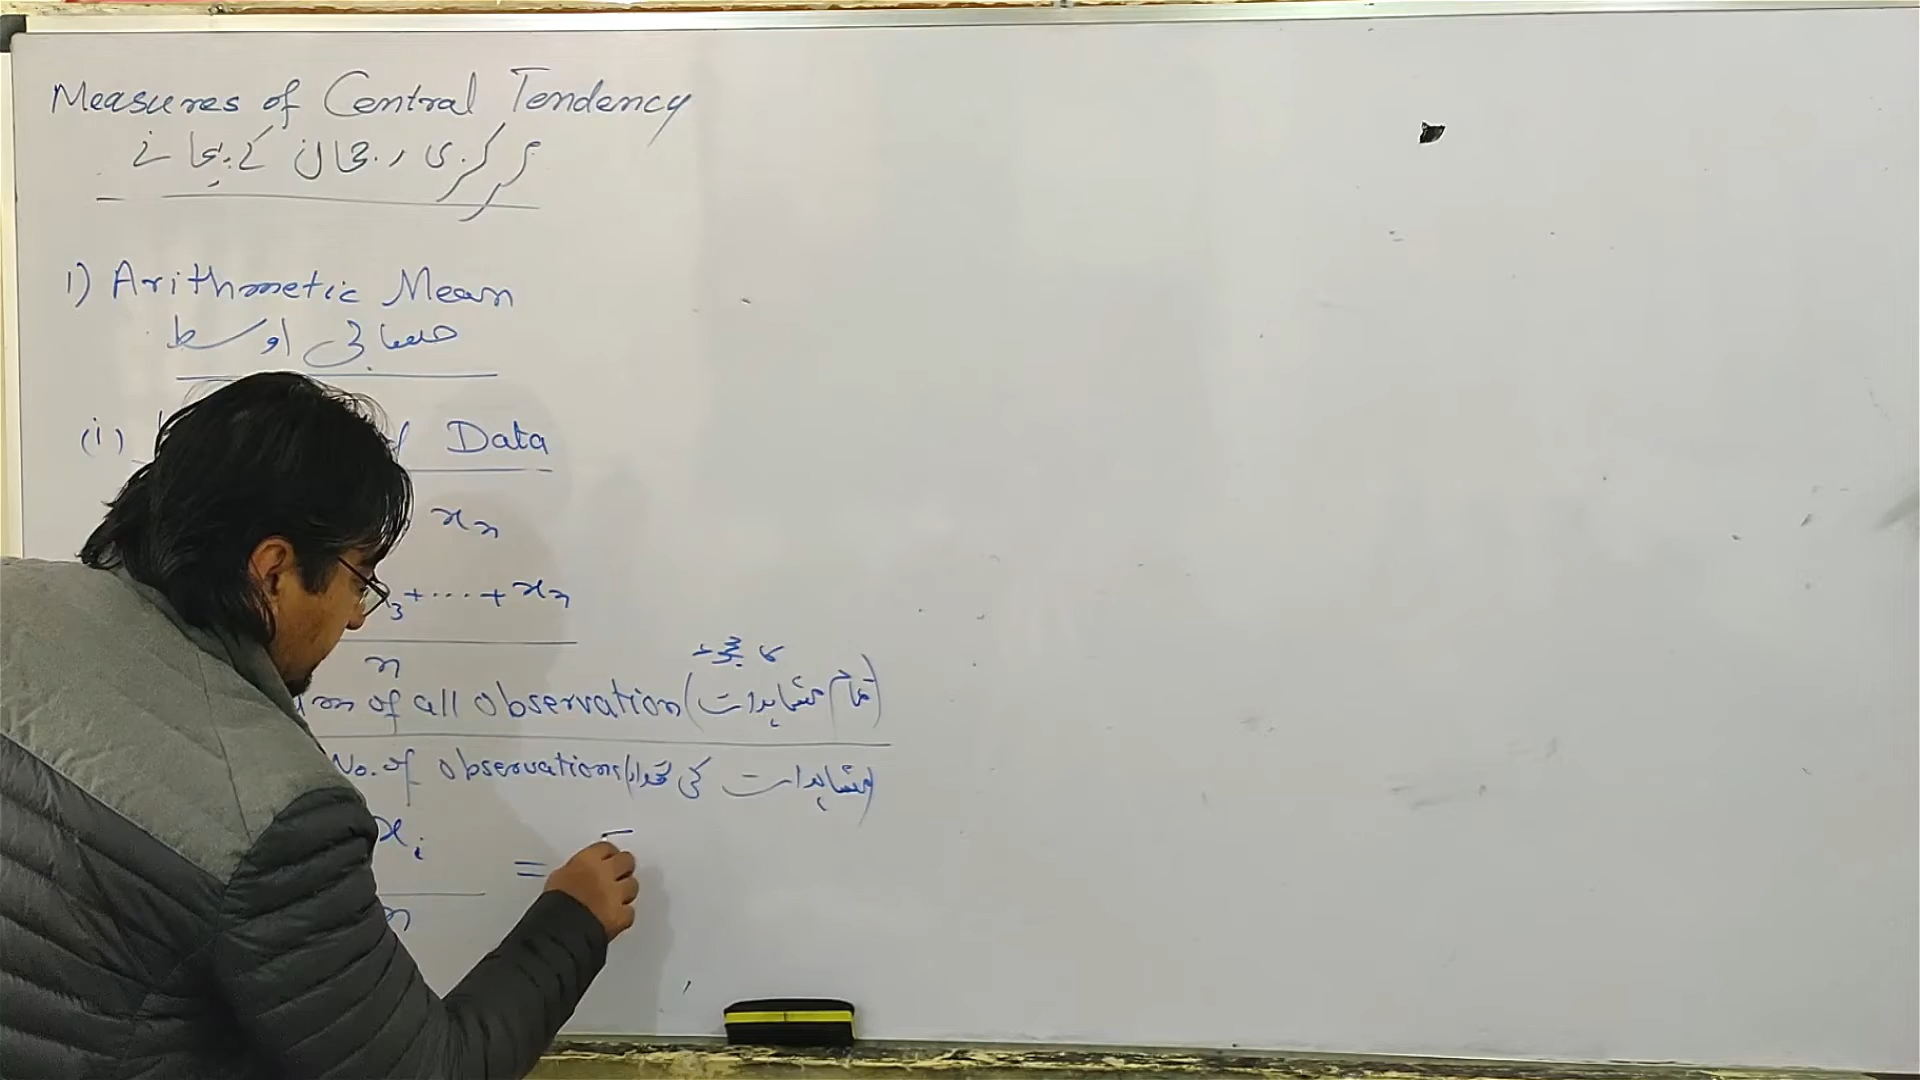 Measures of Central Tendency
مرکزی رجحان کے پیمانے
1) Arithmetic Mean
حسابی اوسط
(i) Data
xn
3 + .... + xn
n
کا مجموعہ
of all observation (تمام مشاہدات)
No. of observations (مشاہدات کی تعداد)
xi =
n